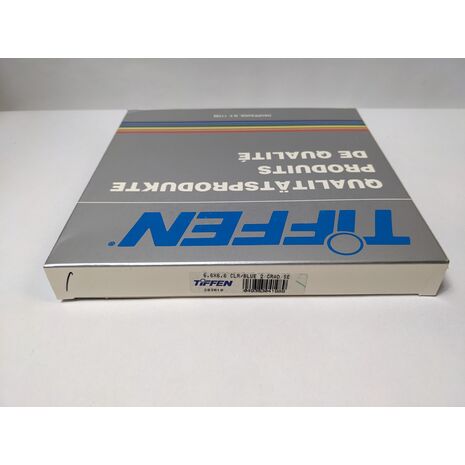 TIFFEN®
QUALITÄTSPRODUKTE
PRODUITS
DE QUALITÉ
6.6X6.6 CLR/BLUE 2 GRAD SE
TIFFEN